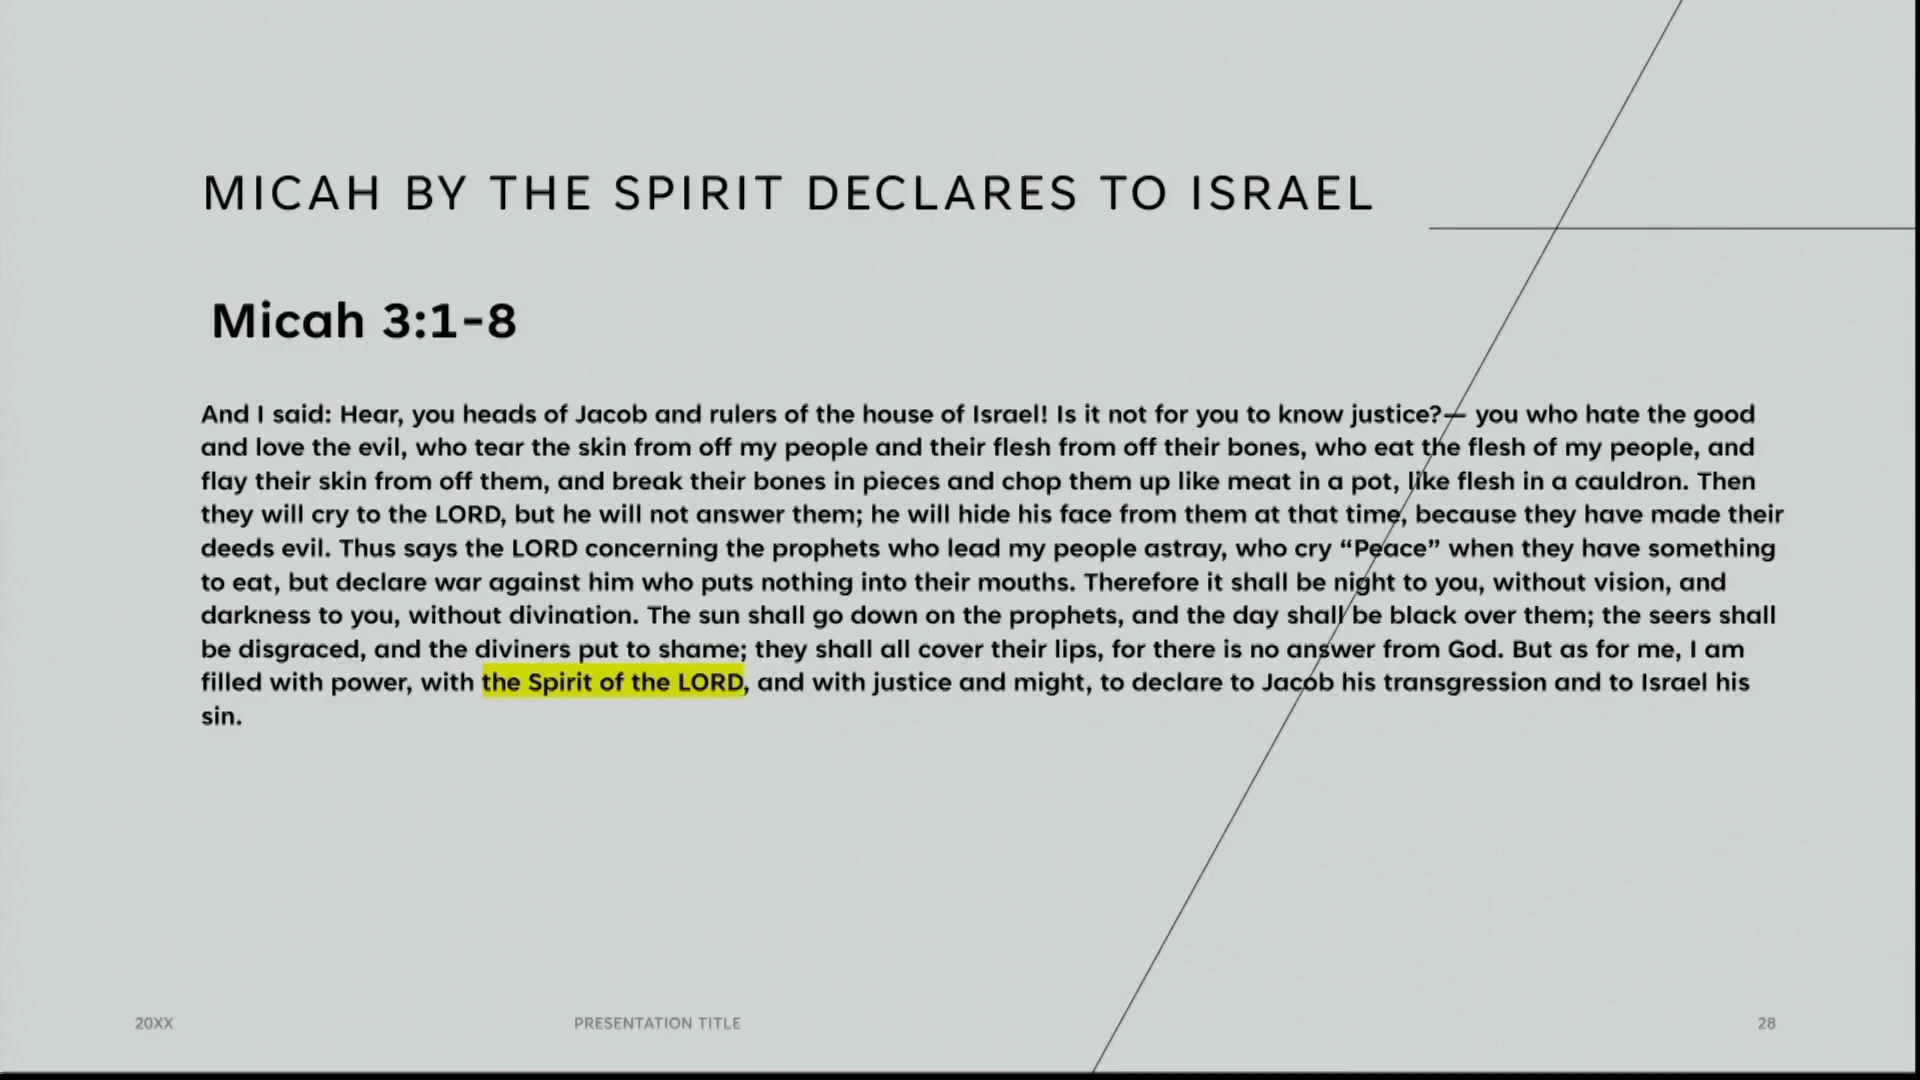 MICAH BY THE SPIRIT DECLARES TO ISRAEL
Micah 3:1-8
And I said: Hear, you heads of Jacob and rulers of the house of Israel! Is it not for you to know justice?— you who hate the good
and love the evil, who tear the skin from off my people and their flesh from off their bones, who eat the flesh of my people, and
flay their skin from off them, and break their bones in pieces and chop them up like meat in a pot, like flesh in a cauldron. Then
they will cry to the LORD, but he will not answer them; he will hide his face from them at that time, because they have made their
deeds evil. Thus says the LORD concerning the prophets who lead my people astray, who cry “Peace” when they have something
to eat, but declare war against him who puts nothing into their mouths. Therefore it shall be night to you, without vision, and
darkness to you, without divination. The sun shall go down on the prophets, and the day shall be black over them; the seers shall
be disgraced, and the diviners put to shame; they shall all cover their lips, for there is no answer from God. But as for me, I am
filled with power, with the Spirit of the LORD, and with justice and might, to declare to Jacob his transgression and to Israel his
sin.
20XX
PRESENTATION TITLE
28